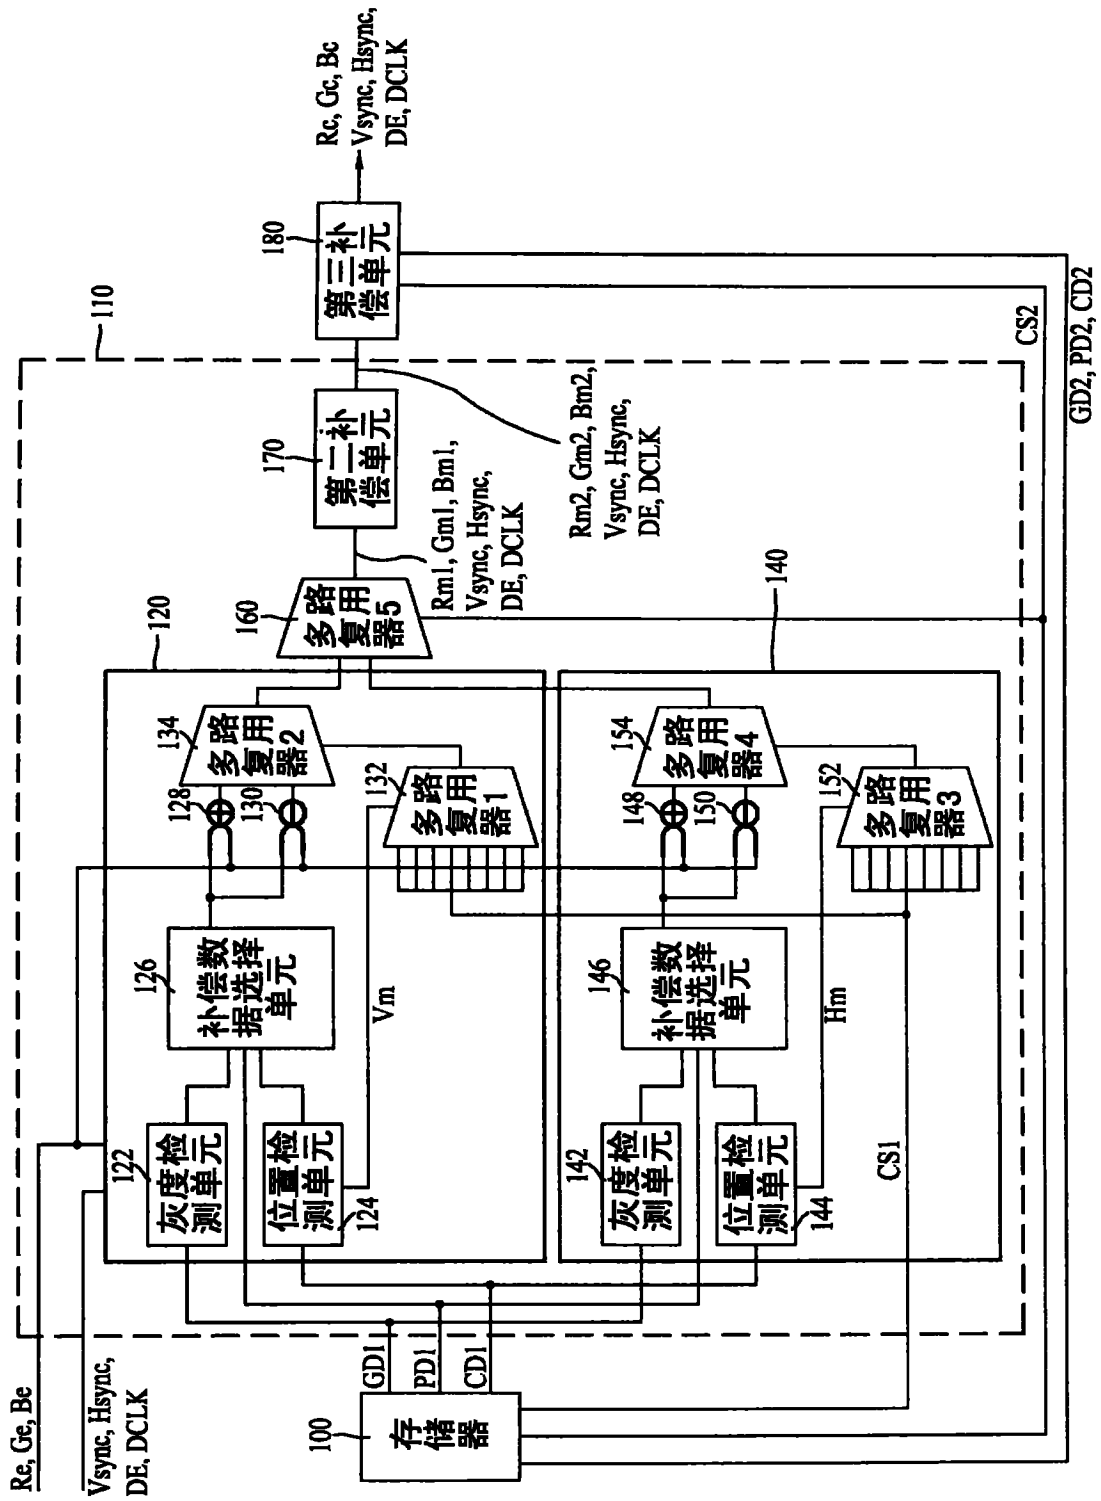 Re, Ge, Be
Vsync, Hsync,
DE, DCLK
100
存储
器
GD1
PD1
CD1
122
灰度检
测单元
位置检
测单元
124
126
补偿数
据选择
单元
Vm
128
130
134
多路
复用
器2
132
多路
复用
器1
120
142
灰度检
测单元
位置检
测单元
144
146
补偿数
据选择
单元
Hm
CS1
148
150
154
多路
复用
器4
152
多路
复用
器3
140
160
多路
复用
器5
Rm1, Gm1, Bm1,
Vsync, Hsync,
DE, DCLK
170
第二补
偿单元
Rm2, Gm2, Bm2,
Vsync, Hsync,
DE, DCLK
110
180
第三补
偿单元
CS2
GD2, PD2, CD2
Rc, Gc, Bc
Vsync, Hsync,
DE, DCLK